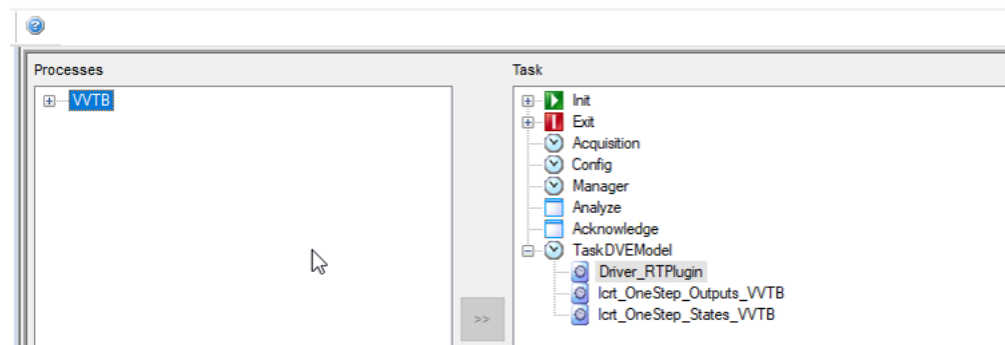 Processes
Task
VVTB
Init
Exit
Acquisition
Config
Manager
Analyze
Acknowledge
TaskDVEModel
Driver_RTPlugin
lcrt_OneStep_Outputs_VVTB
lcrt_OneStep_States_VVTB
>>